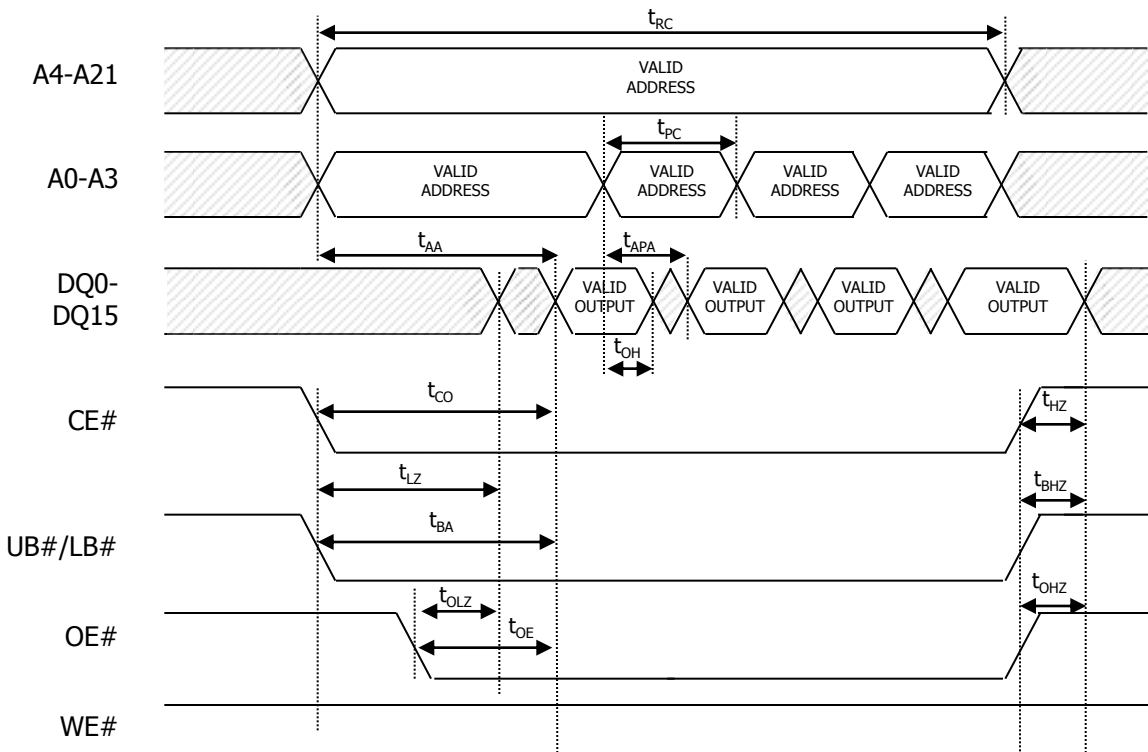 tRC
A4-A21
VALID
ADDRESS
tPC
A0-A3
VALID
ADDRESS
VALID
ADDRESS
VALID
ADDRESS
VALID
ADDRESS
tAA
tAPA
DQ0-
DQ15
VALID
OUTPUT
VALID
OUTPUT
VALID
OUTPUT
VALID
OUTPUT
tOH
CE#
tCO
tHZ
tLZ
tBHZ
UB#/LB#
tBA
OE#
tOLZ
tOHZ
tOE
WE#